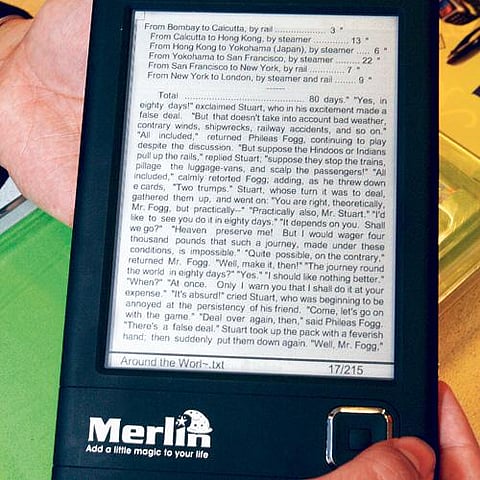 From Bombay to Calcutta, by rail ................... 3 "
From Calcutta to Hong Kong, by steamer ............. 13 "
From Hong Kong to Yokohama (Japan), by steamer ..... 6 "
From Yokohama to San Francisco, by steamer ......... 22 "
From San Francisco to New York, by rail ............. 7 "
From New York to London, by steamer and rail ........ 9 "
------
Total ................................... 80 days." "Yes, in
eighty days!" exclaimed Stuart, who in his excitement made a
false deal. "But that doesn't take into account bad weather,
contrary winds, shipwrecks, railway accidents, and so on."
"All included," returned Phileas Fogg, continuing to play
despite the discussion. "But suppose the Hindoos or Indians
pull up the rails," replied Stuart; "suppose they stop the trains,
pillage the luggage-vans, and scalp the passengers!" "All
included," calmly retorted Fogg; adding, as he threw down
e cards, "Two trumps." Stuart, whose turn it was to deal,
gathered them up, and went on: "You are right, theoretically,
Mr. Fogg, but practically--" "Practically also, Mr. Stuart." "I'd
like to see you do it in eighty days." "It depends on you. Shall
we go?" "Heaven preserve me! But I would wager four
thousand pounds that such a journey, made under these
conditions, is impossible." "Quite possible, on the contrary,"
returned Mr. Fogg. "Well, make it, then!" "The journey round
the world in eighty days?" "Yes." "I should like nothing better."
"When?" "At once. Only I warn you that I shall do it at your
expense." "It's absurd!" cried Stuart, who was beginning to be
annoyed at the persistency of his friend. "Come, let's go on
with the game." "Deal over again, then," said Phileas Fogg.
"There's a false deal." Stuart took up the pack with a feverish
hand; then suddenly put them down again. "Well, Mr. Fogg,"
Around the Worl~.txt 17/215
Merlin
Add a little magic to your life